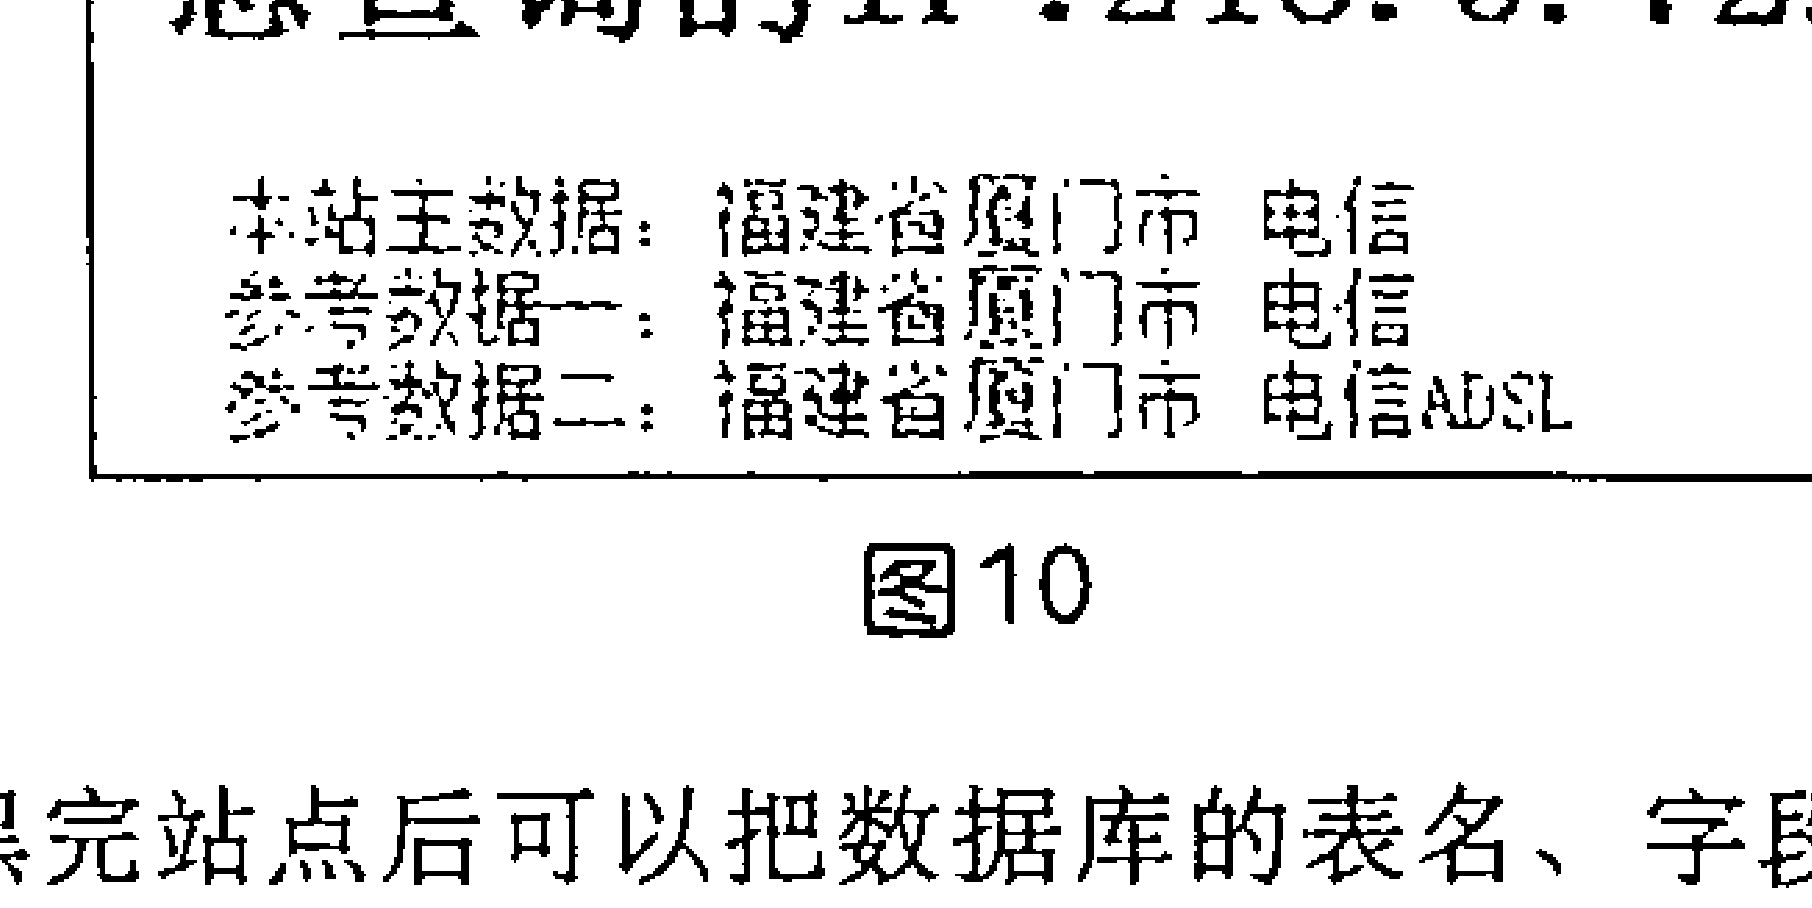 本站主数据：福建省厦门市 电信
参考数据一：福建省厦门市 电信
参考数据二：福建省厦门市 电信ADSL
图10
完站点后可以把数据库的表名、字段